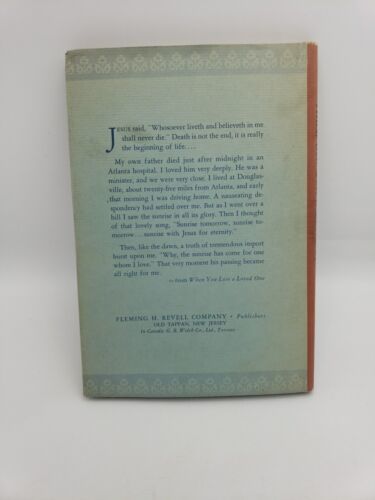 JESUS said, "Whosoever liveth and believeth in me
shall never die." Death is not the end, it is really
the beginning of life....
My own father died just after midnight in an
Atlanta hospital. I loved him very deeply. He was a
minister, and we were very close. I lived at Douglas-
ville, about twenty-five miles from Atlanta, and early
that morning I was driving home. A nauseating de-
spondency had settled over me. But as I went over a
hill I saw the sunrise in all its glory. Then I thought
of that lovely song, "Sunrise tomorrow, sunrise to-
morrow... sunrise with Jesus for eternity."
Then, like the dawn, a truth of tremendous import
burst upon me. "Why, the sunrise has come for one
whom I love." That very moment his passing became
all right for me.
—from When You Lose a Loved One
FLEMING H. REVELL COMPANY • Publishers
OLD TAPPAN, NEW JERSEY
In Canada: G. R. Welch Co., Ltd., Toronto